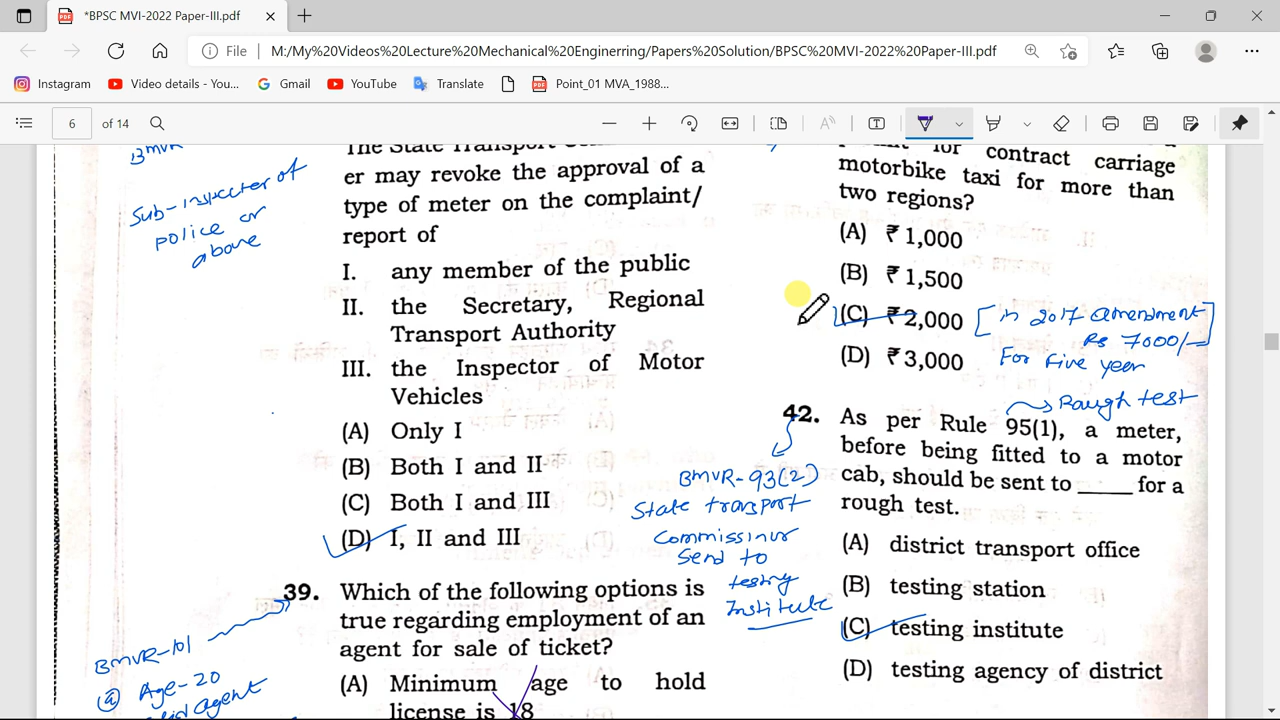 *BPSC MVI-2022 Paper-III.pdf
File
M:/My%20Videos%20Lecture%20Mechanical%20Enginerring/Papers%20Solution/BPSC%20MVI-2022%20Paper-III.pdf
Instagram
Video details - You...
Gmail
YouTube
Translate
Point_01 MVA_1988...
6 of 14
BMVR
Sub-inspector of
police or
above
er may revoke the approval of a
type of meter on the complaint/
report of
I. any member of the public
II. the Secretary, Regional
Transport Authority
III. the Inspector of Motor
Vehicles
(A) Only I
(B) Both I and II
(C) Both I and III
(D) I, II and III
39. Which of the following options is
true regarding employment of an
agent for sale of ticket?
(A) Minimum age to hold
license is 18
BMVR-101
(a) Age-20
agent
for contract carriage
motorbike taxi for more than
two regions?
(A) ₹ 1,000
(B) ₹ 1,500
(C) ₹ 2,000
(D) ₹ 3,000
[in 2017 amendment
Rs 7000/-]
For Five year
Rough test
42. As per Rule 95(1), a meter,
before being fitted to a motor
cab, should be sent to _____ for a
rough test.
(A) district transport office
(B) testing station
(C) testing institute
(D) testing agency of district
BMVR-93(2)
State transport
Commissinor
Send to
testing
Institute